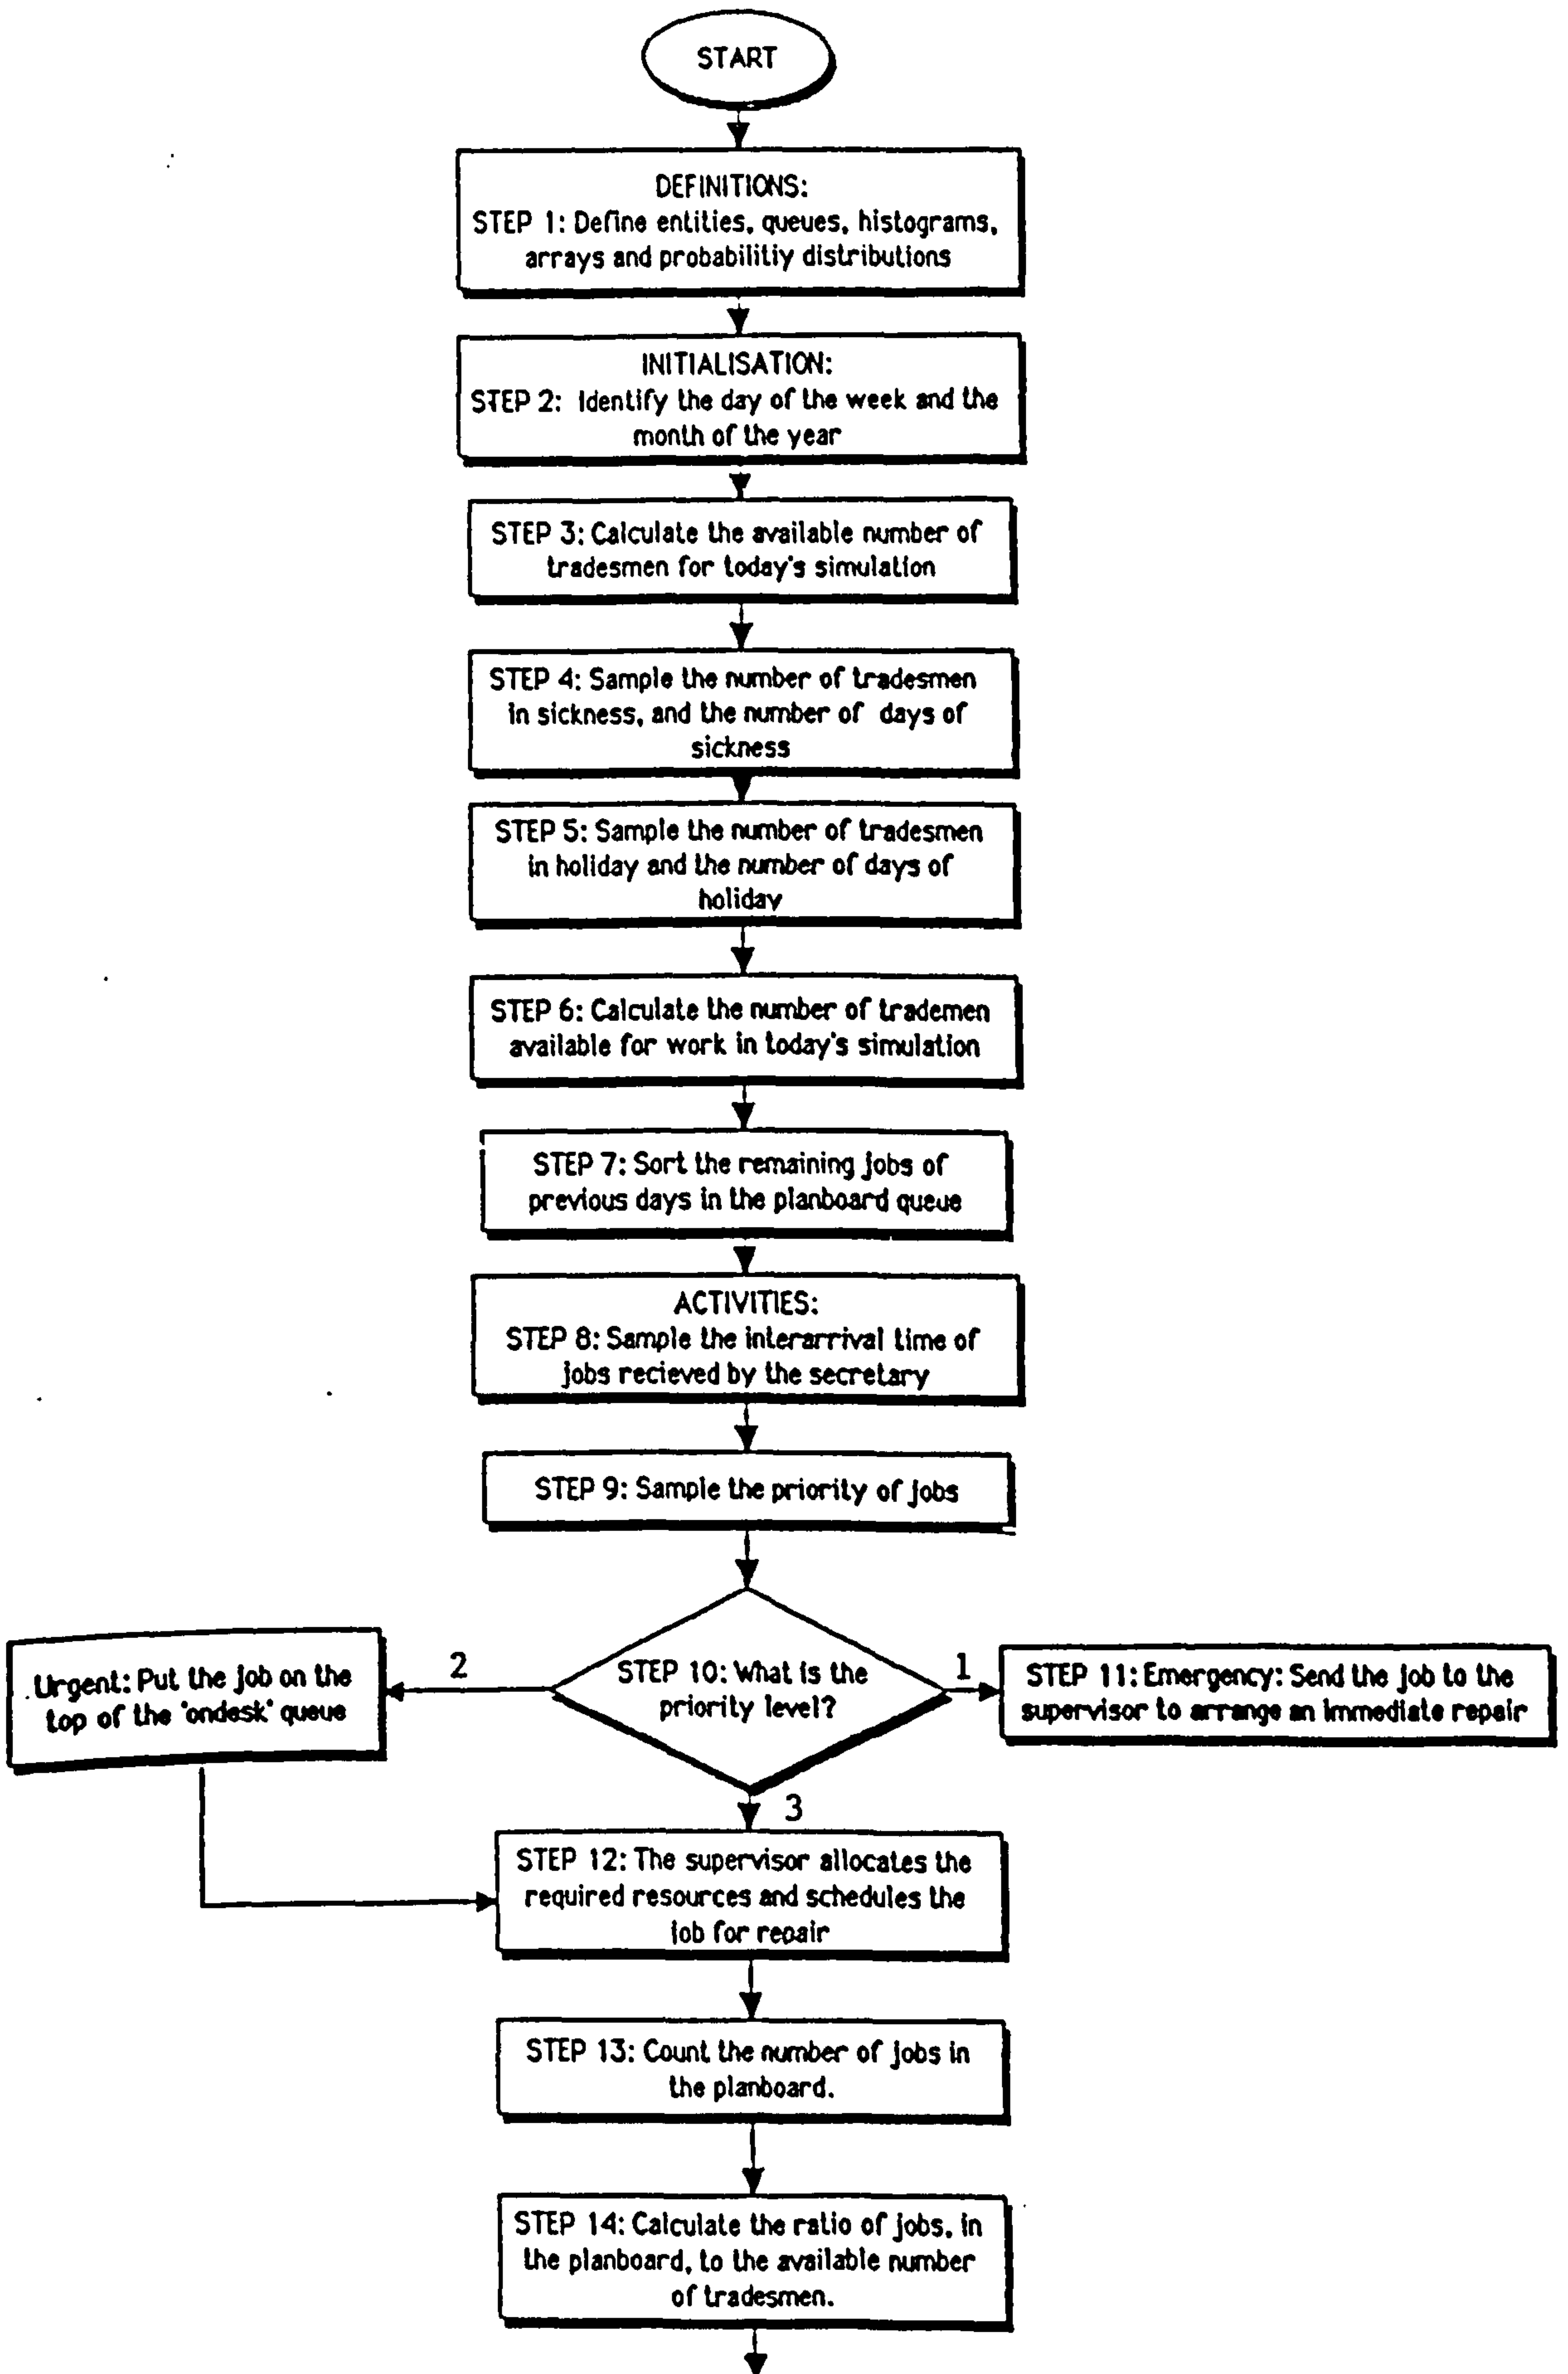 START
DEFINITIONS:
STEP 1: Define entities, queues, histograms,
arrays and probabilitiy distributions
INITIALISATION:
STEP 2: Identify the day of the week and the
month of the year
STEP 3: Calculate the available number of
tradesmen for today's simulation
STEP 4: Sample the number of tradesmen
in sickness, and the number of days of
sickness
STEP 5: Sample the number of tradesmen
in holiday and the number of days of
holiday
STEP 6: Calculate the number of trademen
available for work in today's simulation
STEP 7: Sort the remaining jobs of
previous days in the planboard queue
ACTIVITIES:
STEP 8: Sample the interarrival time of
jobs recieved by the secretary
STEP 9: Sample the priority of jobs
STEP 10: What is the
priority level?
2
Urgent: Put the job on the
top of the 'ondesk' queue
1
STEP 11: Emergency: Send the job to the
supervisor to arrange an immediate repair
3
STEP 12: The supervisor allocates the
required resources and schedules the
job for repair
STEP 13: Count the number of jobs in
the planboard.
STEP 14: Calculate the ratio of jobs, in
the planboard, to the available number
of tradesmen.